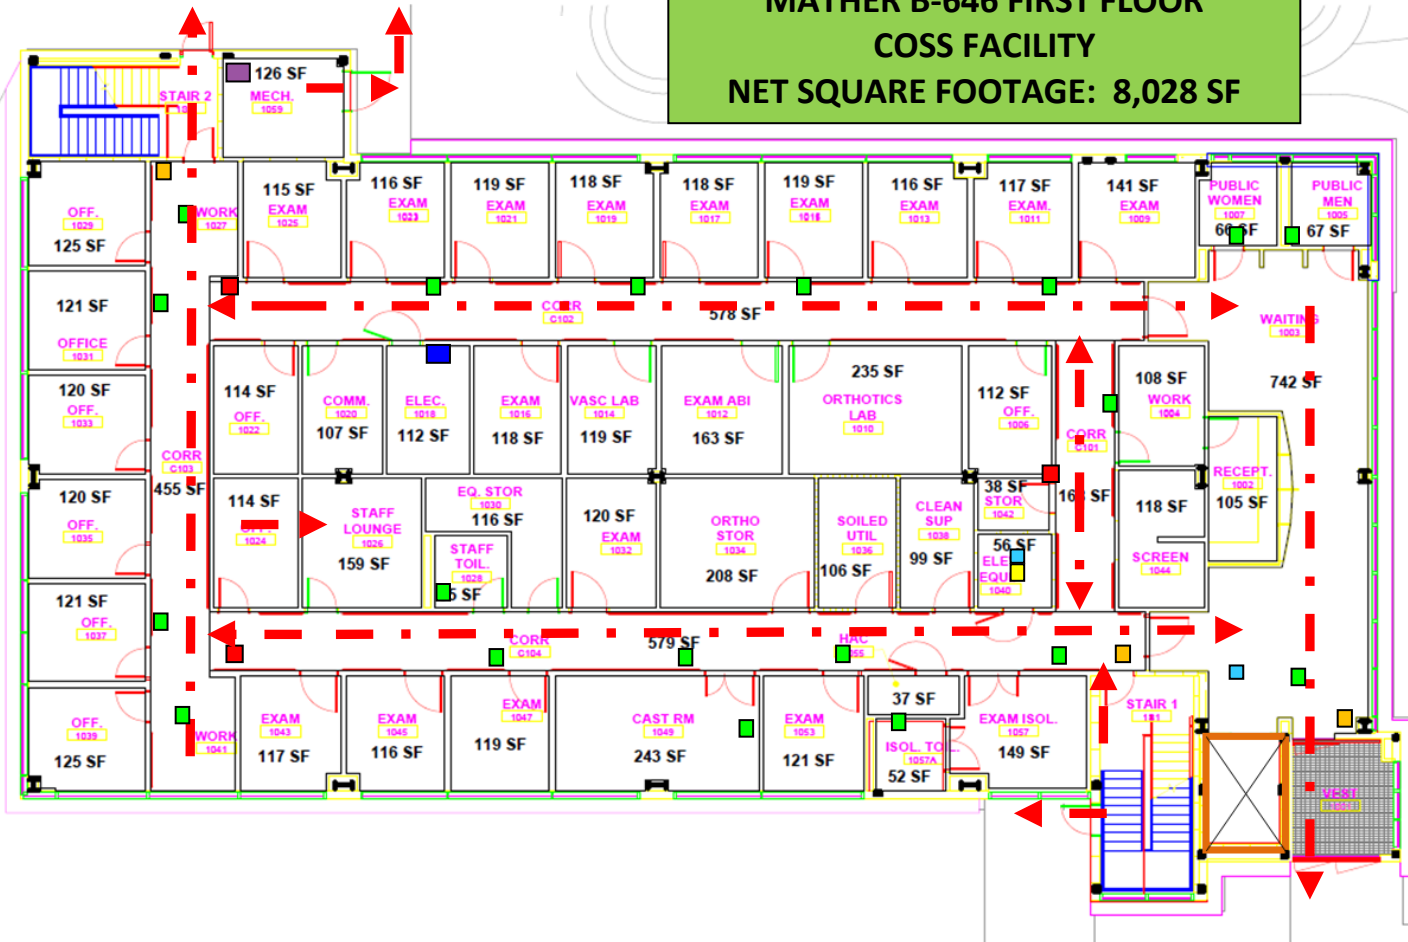 MATHER B-646 FIRST FLOOR
COSS FACILITY
NET SQUARE FOOTAGE: 8,028 SF
STAIR 2
126 SF
MECH.
1059
OFF.
1029
125 SF
WORK
1027
115 SF
EXAM
1025
116 SF
EXAM
1023
119 SF
EXAM
1021
118 SF
EXAM
1019
118 SF
EXAM
1017
119 SF
EXAM
1015
116 SF
EXAM
1013
117 SF
EXAM.
1011
141 SF
EXAM
1009
PUBLIC
WOMEN
1007
66 SF
PUBLIC
MEN
1005
67 SF
121 SF
OFFICE
1031
CORR
C102
578 SF
WAITING
1003
742 SF
120 SF
OFF.
1033
114 SF
OFF.
1022
COMM.
1020
107 SF
ELEC.
1018
112 SF
EXAM
1016
118 SF
VASC LAB
1014
119 SF
EXAM ABI
1012
163 SF
235 SF
ORTHOTICS
LAB
1010
112 SF
OFF.
1006
CORR
C101
SF
108 SF
WORK
1004
CORR
C103
455 SF
120 SF
OFF.
1035
114 SF
1024
STAFF
LOUNGE
1026
159 SF
EQ. STOR
1030
116 SF
STAFF
TOIL.
1028
5 SF
120 SF
EXAM
1032
ORTHO
STOR
1034
208 SF
SOILED
UTIL
1036
106 SF
CLEAN
SUP
1038
99 SF
38 SF
STOR
1042
56 SF
ELE
EQU
1040
118 SF
SCREEN
1044
RECEPT.
1002
105 SF
121 SF
OFF.
1037
CORR
C104
579 SF
HAC
OFF.
1039
125 SF
WORK
1041
EXAM
1043
117 SF
EXAM
1045
116 SF
EXAM
1047
119 SF
CAST RM
1049
243 SF
EXAM
1053
121 SF
37 SF
ISOL. TOIL.
1057A
52 SF
EXAM ISOL.
1057
149 SF
STAIR 1
VEST